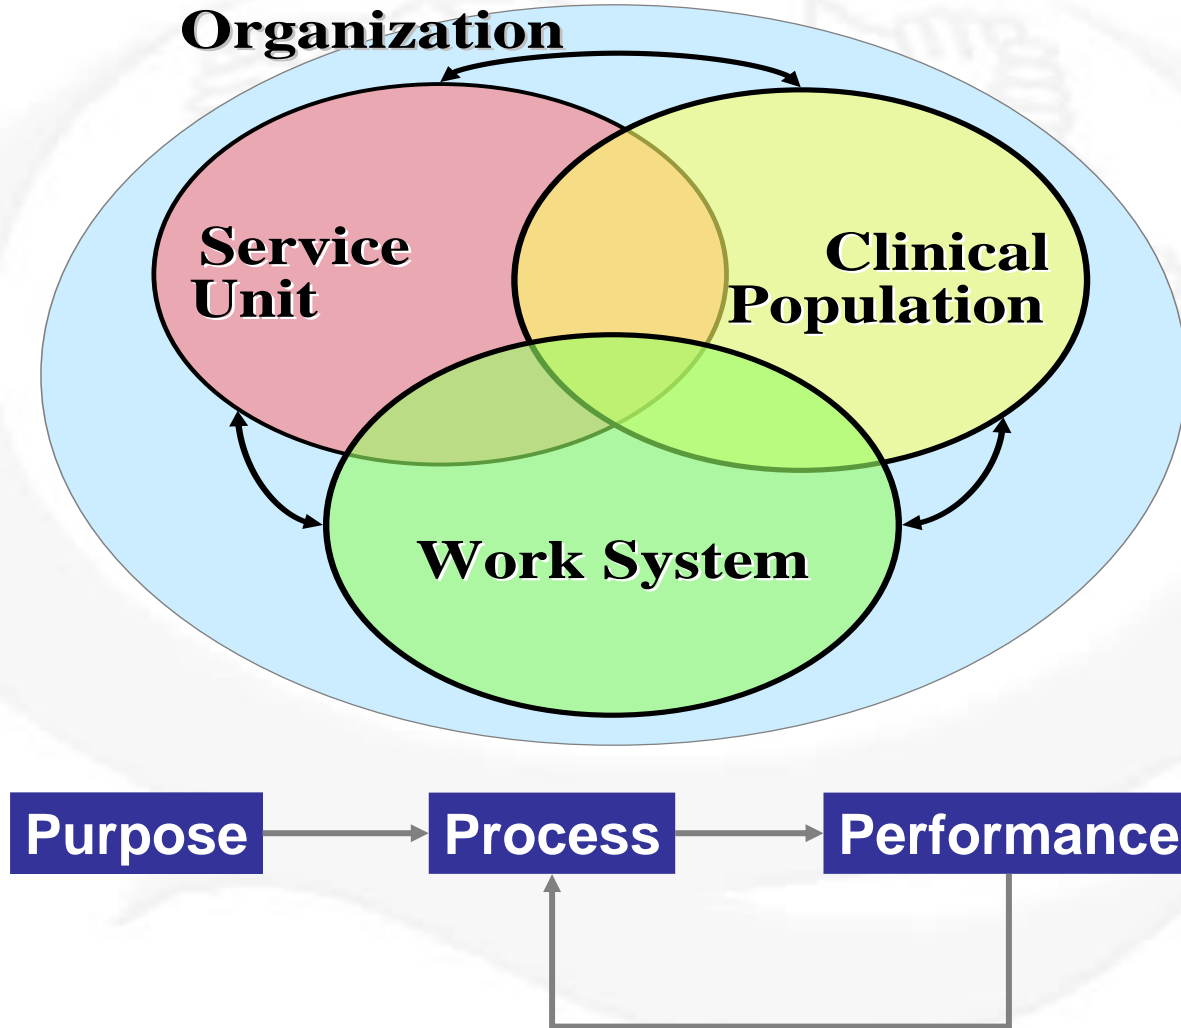 Organization
Service
Unit
Clinical
Population
Work System
Purpose
Process
Performance